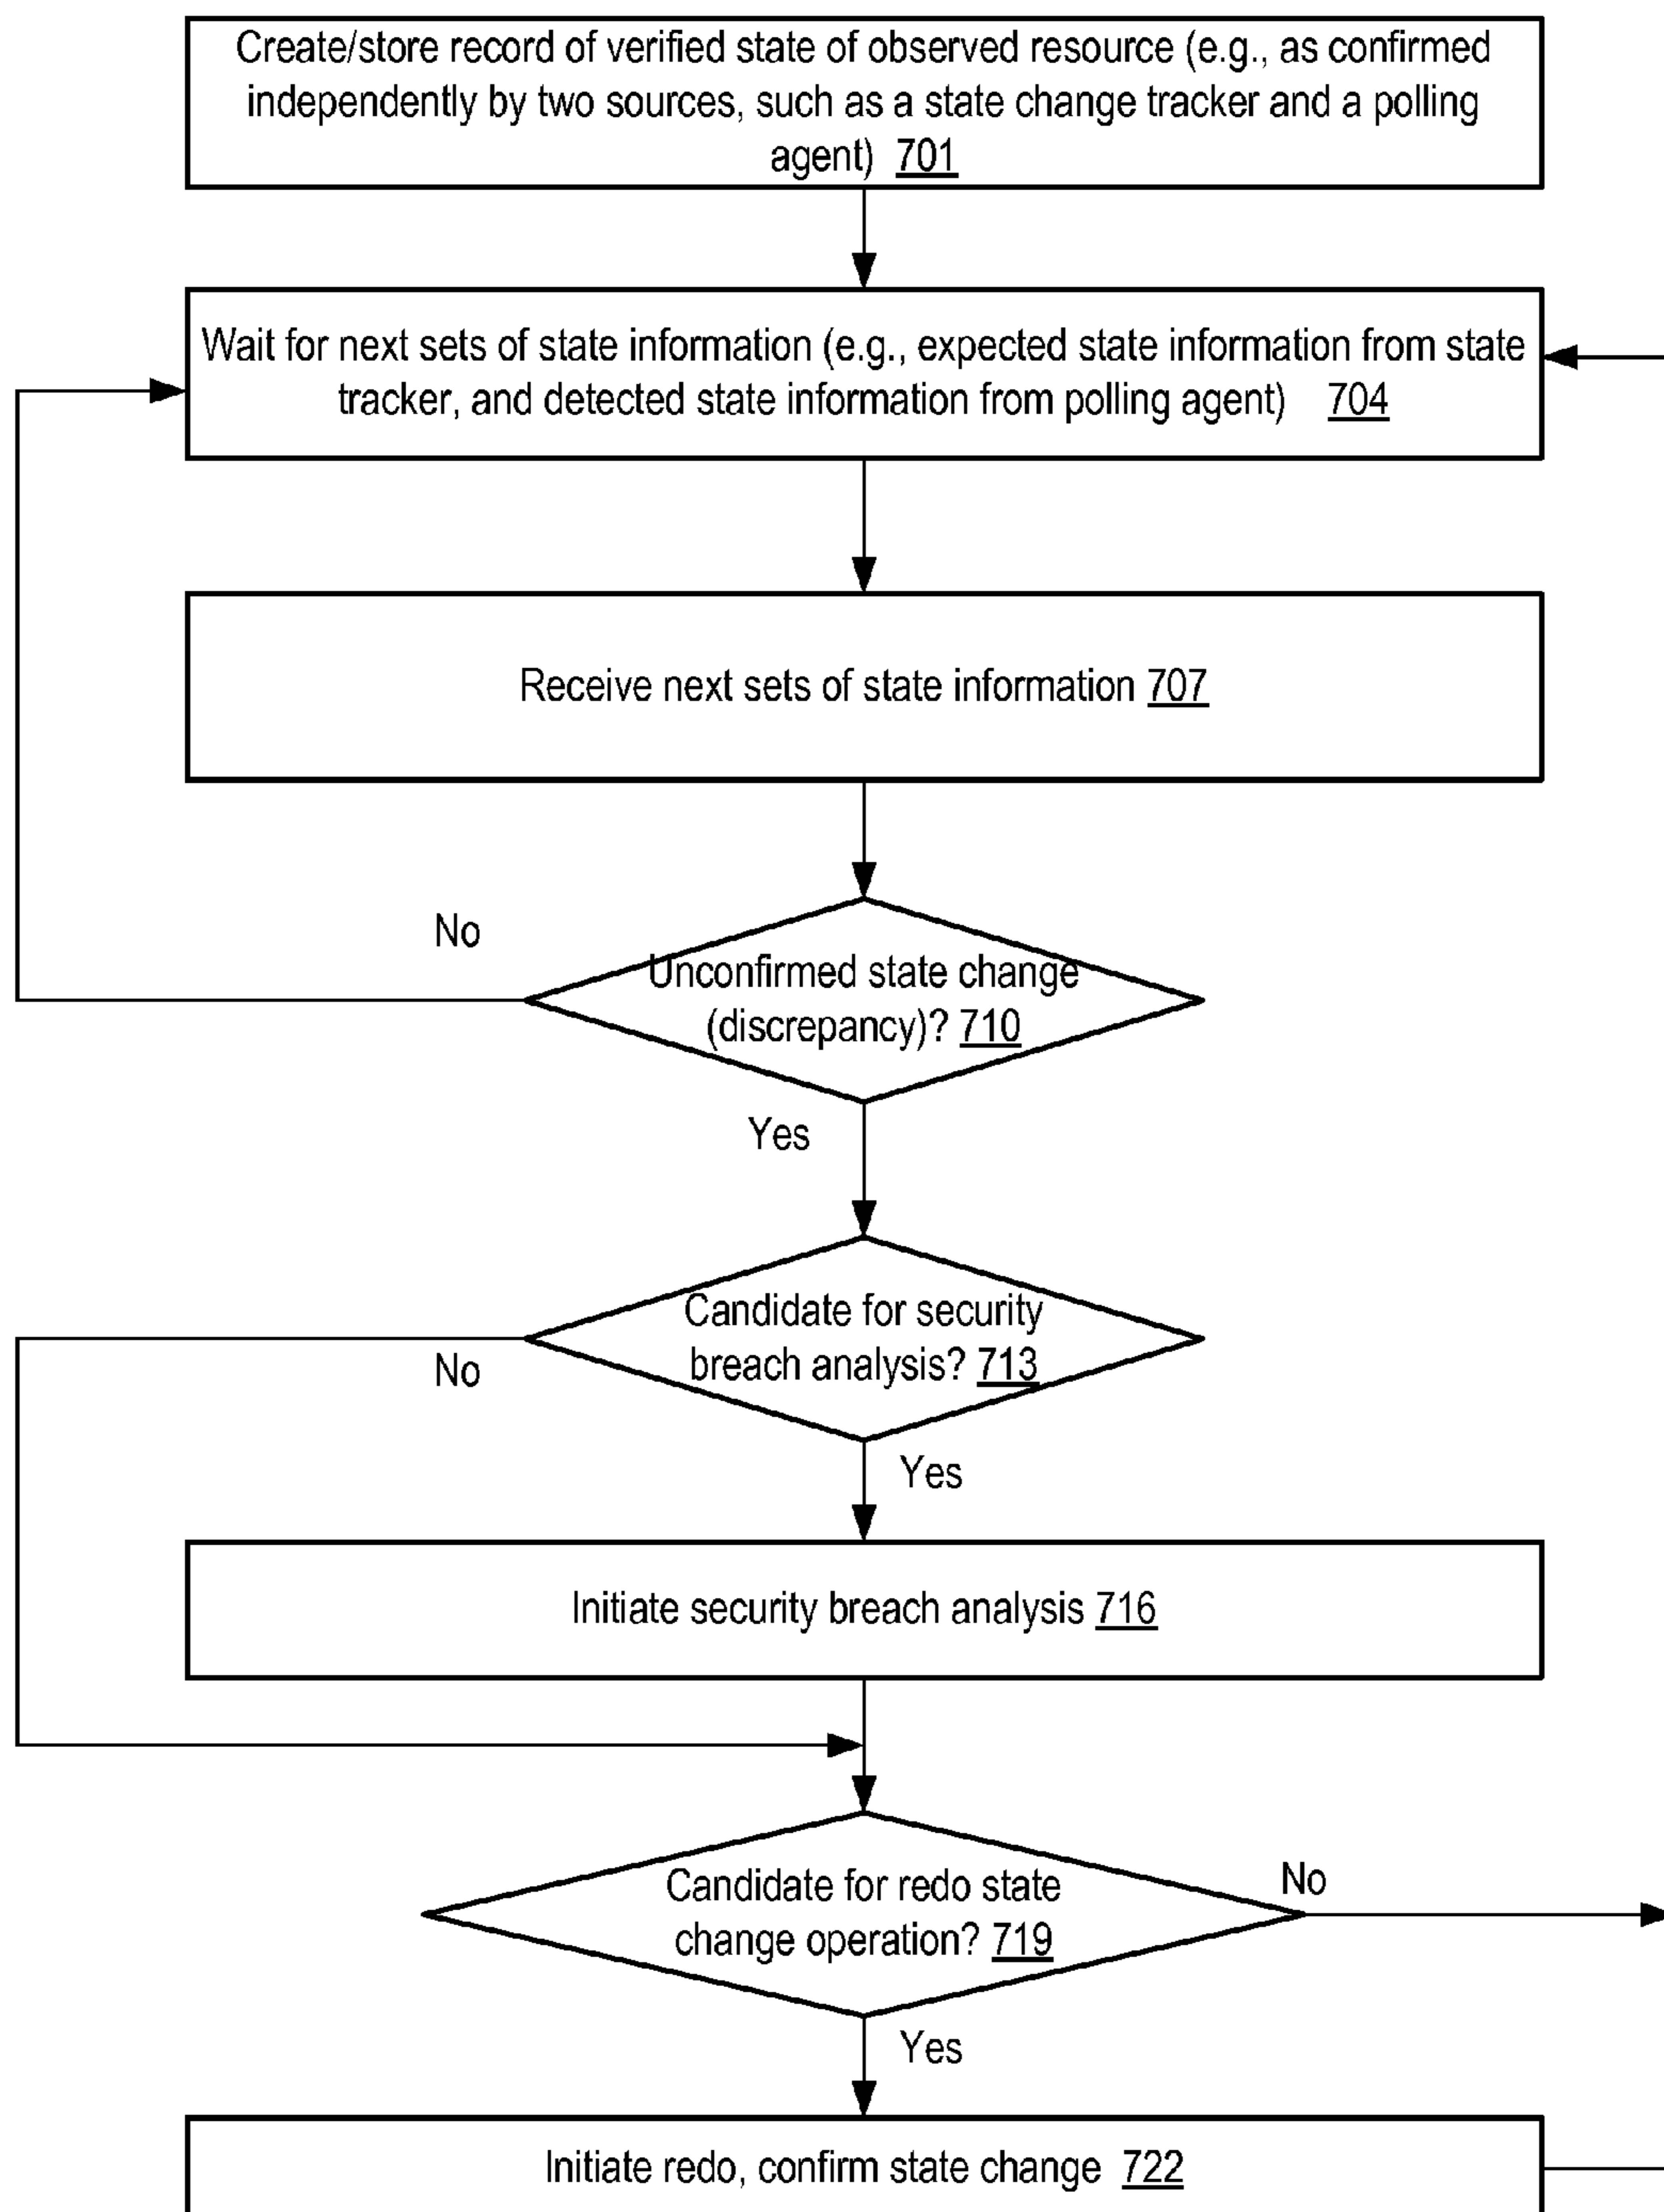 Create/store record of verified state of observed resource (e.g., as confirmed
independently by two sources, such as a state change tracker and a polling
agent) 701
Wait for next sets of state information (e.g., expected state information from state
tracker, and detected state information from polling agent) 704
Receive next sets of state information 707
No
Unconfirmed state change
(discrepancy)? 710
Yes
Candidate for security
breach analysis? 713
No
Yes
Initiate security breach analysis 716
Candidate for redo state
change operation? 719
No
Yes
Initiate redo, confirm state change 722